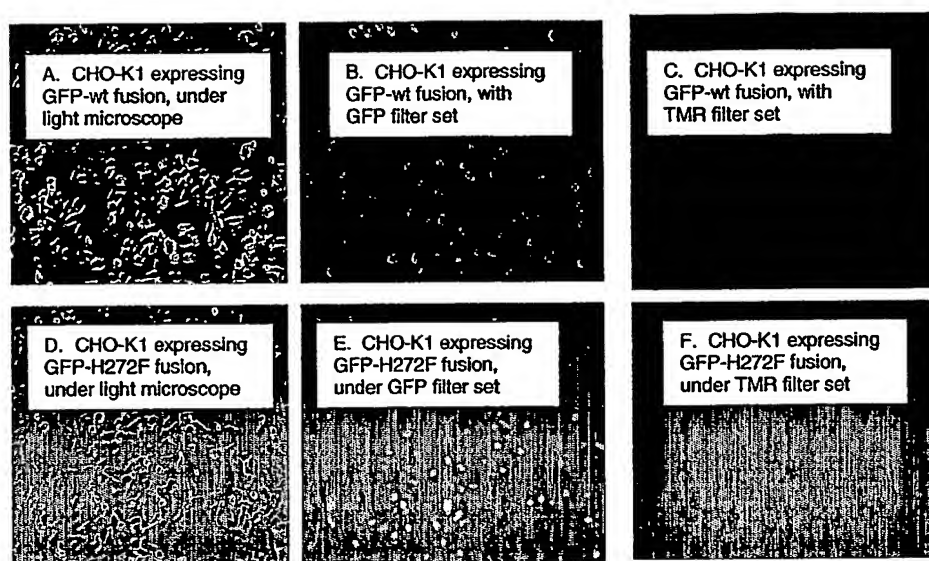 A. CHO-K1 expressing
GFP-wt fusion, under
light microscope
B. CHO-K1 expressing
GFP-wt fusion, with
GFP filter set
C. CHO-K1 expressing
GFP-wt fusion, with
TMR filter set
D. CHO-K1 expressing
GFP-H272F fusion,
under light microscope
E. CHO-K1 expressing
GFP-H272F fusion,
under GFP filter set
F. CHO-K1 expressing
GFP-H272F fusion,
under TMR filter set